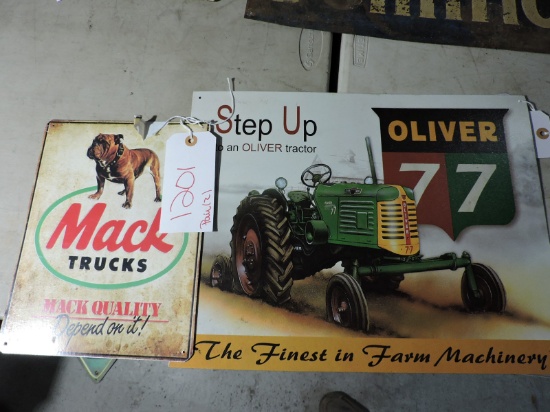 Mack
TRUCKS
MACK QUALITY
Depend on it!
1201
Step Up
to an OLIVER tractor
OLIVER
77
The Finest in Farm Machinery